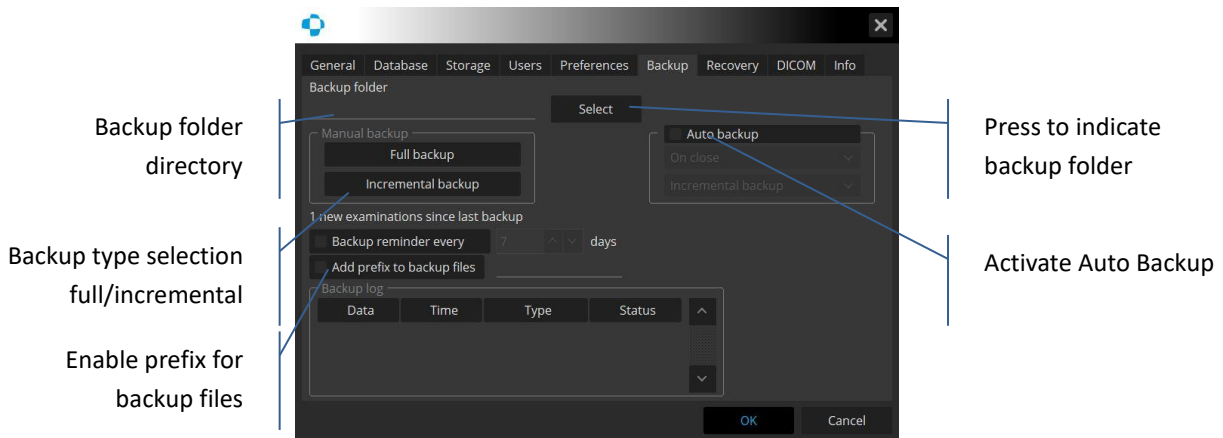 General Database Storage Users Preferences Backup Recovery DICOM Info
Backup folder
Select
Manual backup
Full backup
Incremental backup
Auto backup
On close
Incremental backup
1 new examinations since last backup
Backup reminder every 7 days
Add prefix to backup files
Backup log
Data Time Type Status
OK Cancel
Backup folder
directory
Backup type selection
full/incremental
Enable prefix for
backup files
Press to indicate
backup folder
Activate Auto Backup